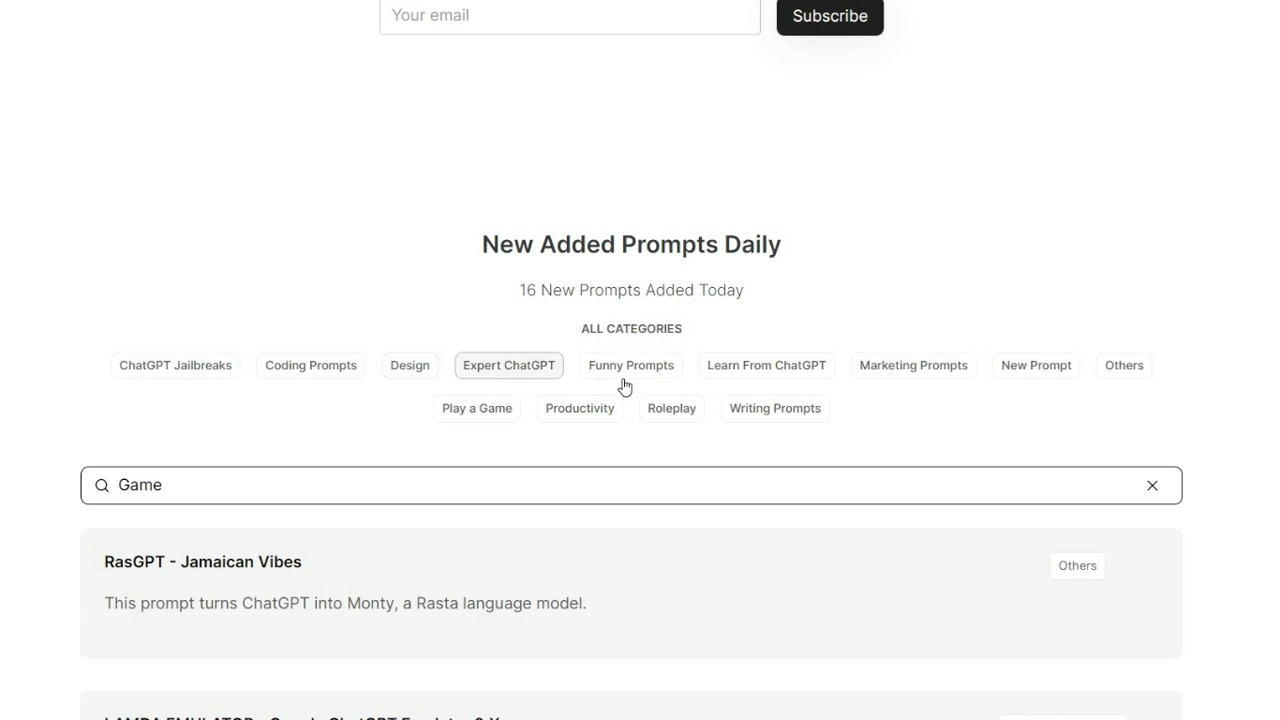 Your email
Subscribe
New Added Prompts Daily
16 New Prompts Added Today
ALL CATEGORIES
ChatGPT Jailbreaks Coding Prompts Design Expert ChatGPT Funny Prompts Learn From ChatGPT Marketing Prompts New Prompt Others
Play a Game Productivity Roleplay Writing Prompts
Game
RasGPT - Jamaican Vibes
Others
This prompt turns ChatGPT into Monty, a Rasta language model.